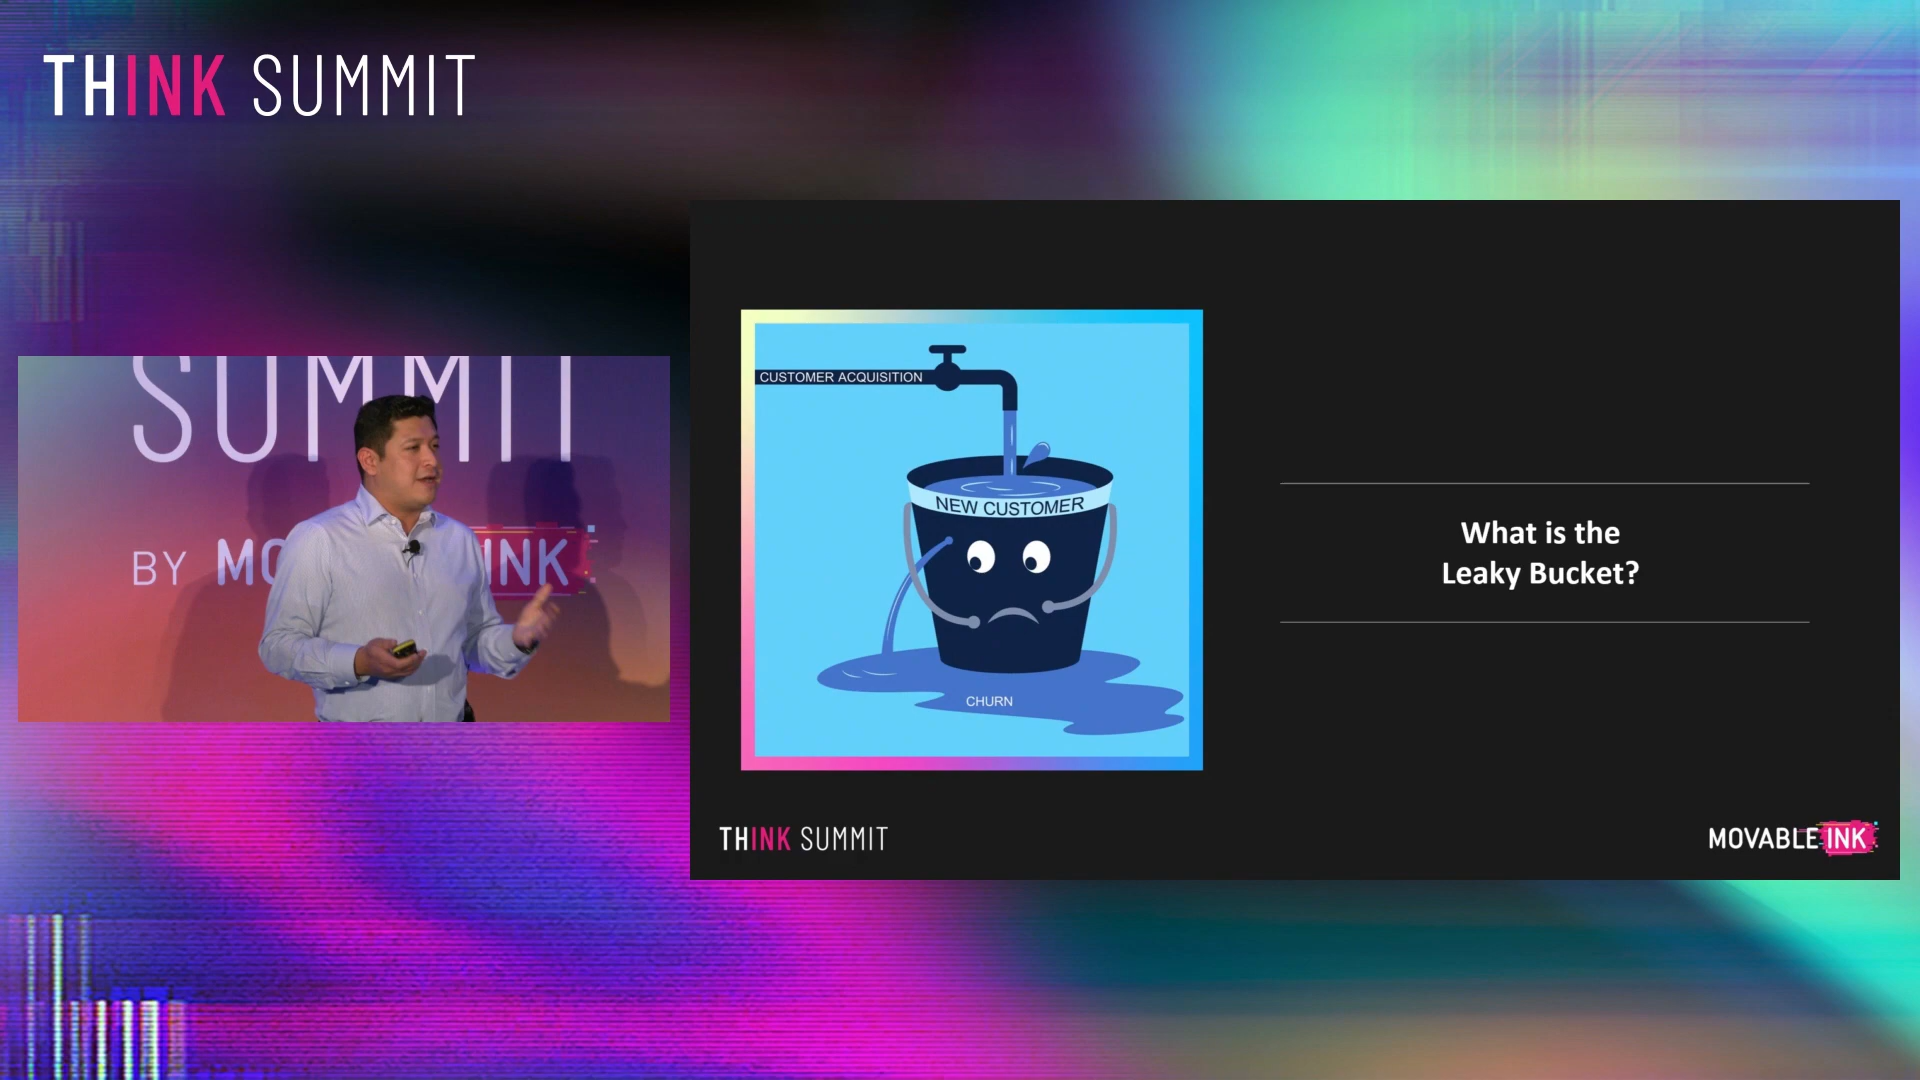 THINK SUMMIT
SUMMIT
BY MO INK
CUSTOMER ACQUISITION
NEW CUSTOMER
CHURN
What is the
Leaky Bucket?
THINK SUMMIT
MOVABLE INK